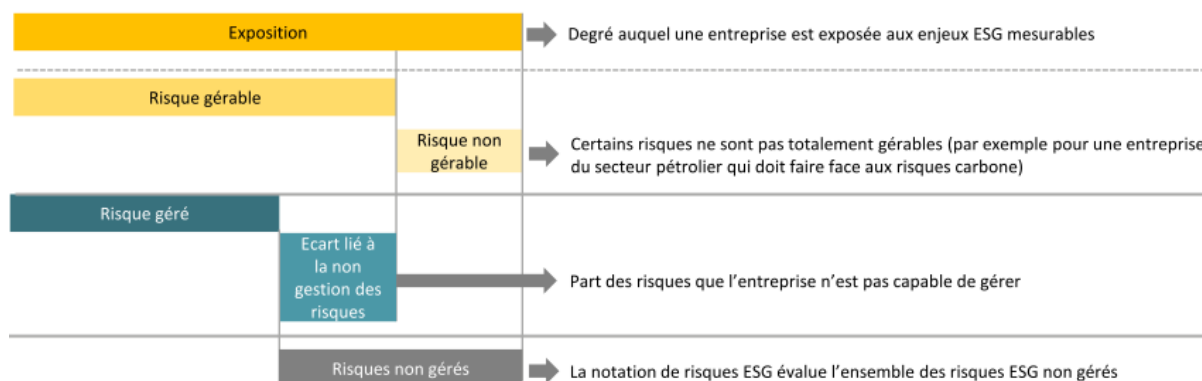 Exposition
Degré auquel une entreprise est exposée aux enjeux ESG mesurables
Risque gérable
Risque non
gérable
Certains risques ne sont pas totalement gérables (par exemple pour une entreprise
du secteur pétrolier qui doit faire face aux risques carbone)
Risque géré
Ecart lié à
la non
gestion des
risques
Part des risques que l’entreprise n’est pas capable de gérer
Risques non gérés
La notation de risques ESG évalue l’ensemble des risques ESG non gérés